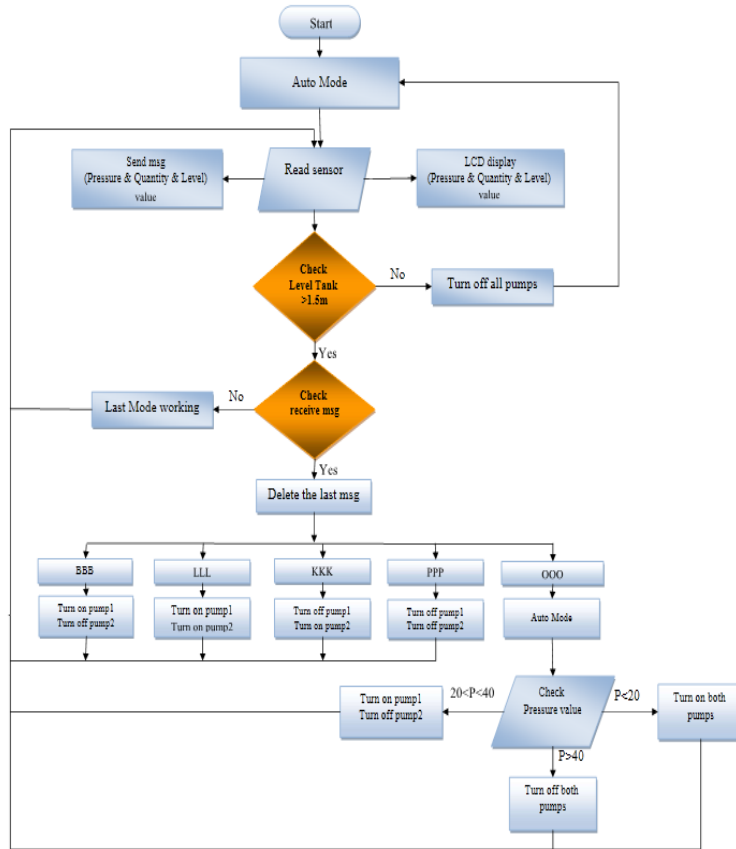 Start
Auto Mode
Send msg
(Pressure & Quantity & Level)
value
Read sensor
LCD display
(Pressure & Quantity & Level)
value
Check
Level Tank
>1.5m
No
Turn off all pumps
Yes
Last Mode working
No
Check
receive msg
Yes
Delete the last msg
BBB
LLL
KKK
PPP
OOO
Turn on pump1
Turn off pump2
Turn on pump1
Turn on pump2
Turn off pump1
Turn on pump2
Turn off pump1
Turn off pump2
Auto Mode
Turn on pump1
Turn off pump2
20<P<40
Check
Pressure value
P<20
Turn on both
pumps
P>40
Turn off both
pumps